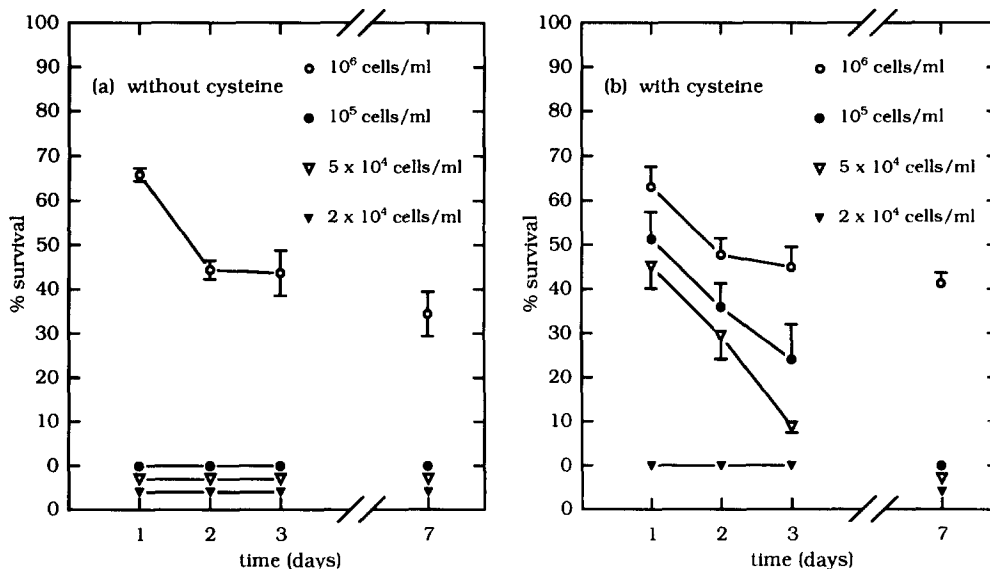 100
90
80
70
60
50
40
30
20
10
0
0
% survival
(a) without cysteine
10⁶ cells/ml
10⁵ cells/ml
5 x 10⁴ cells/ml
2 x 10⁴ cells/ml
1 2 3 7
time (days)
100
90
80
70
60
50
40
30
20
10
0
0
% survival
(b) with cysteine
10⁶ cells/ml
10⁵ cells/ml
5 x 10⁴ cells/ml
2 x 10⁴ cells/ml
1 2 3 7
time (days)